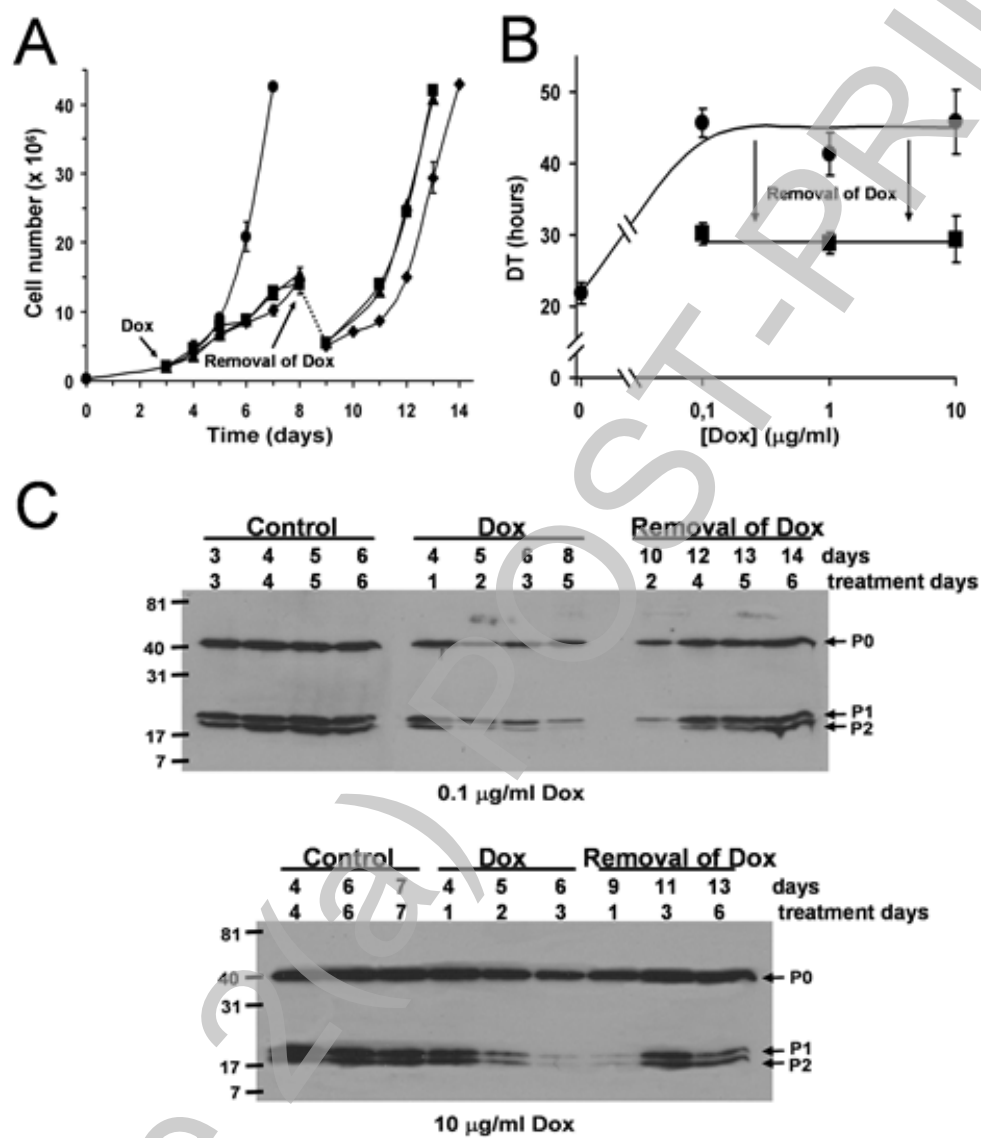 A
Cell number (x 10⁶)
40
30
20
10
0
Dox
Removal of Dox
0 2 4 6 8 10 12 14
Time (days)
B
DT (hours)
50
40
30
20
0
Removal of Dox
0 0,1 1 10
[Dox] (µg/ml)
C
Control Dox Removal of Dox
3 4 5 6 4 5 6 8 10 12 13 14 days
3 4 5 6 1 2 3 5 2 4 5 6 treatment days
81
40
31
17
7
P0
P1
P2
0.1 µg/ml Dox
Control Dox Removal of Dox
4 6 7 4 5 6 9 11 13 days
4 6 7 1 2 3 1 3 6 treatment days
81
40
31
17
7
P0
P1
P2
10 µg/ml Dox
2(a) POST-PRI